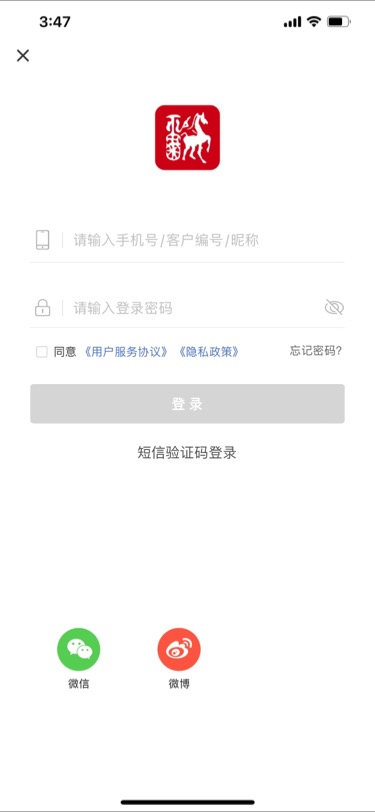 3:47
请输入手机号/客户编号/昵称
请输入登录密码
同意 《用户服务协议》 《隐私政策》 忘记密码?
登录
短信验证码登录
微信 微博